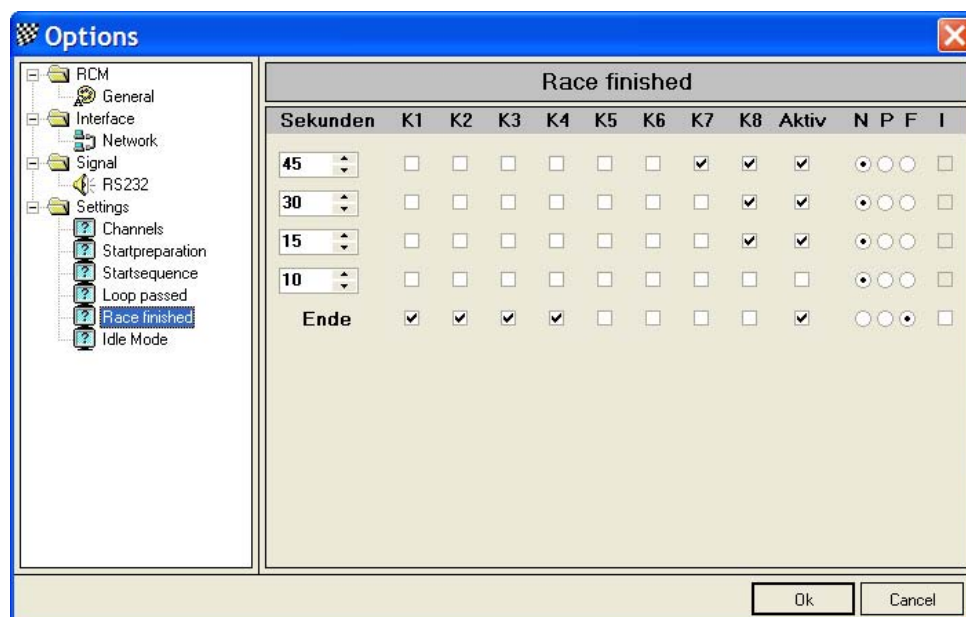 Options
RCM
General
Interface
Network
Signal
RS232
Settings
Channels
Startpreparation
Startsequence
Loop passed
Race finished
Idle Mode
Race finished
Sekunden K1 K2 K3 K4 K5 K6 K7 K8 Aktiv N P F I
45
30
15
10
Ende
Ok Cancel